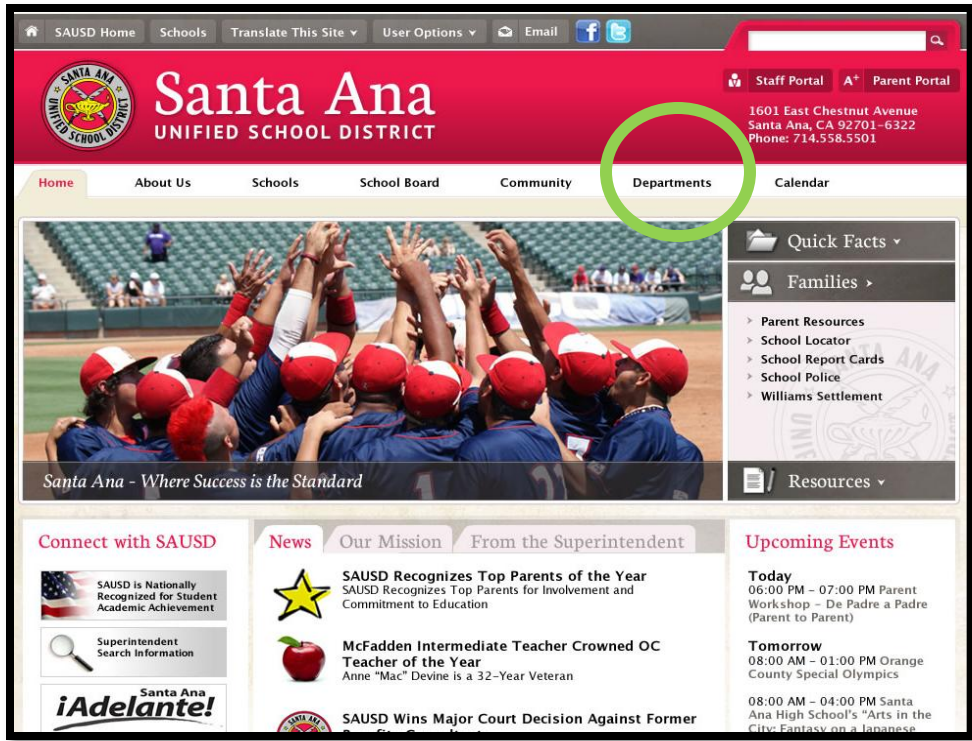 SAUSD Home Schools Translate This Site User Options Email
Staff Portal A+ Parent Portal
SANTA ANA
UNIFIED SCHOOL DISTRICT
Santa Ana
UNIFIED SCHOOL DISTRICT
1601 East Chestnut Avenue
Santa Ana, CA 92701-6322
Phone: 714.558.5501
Home About Us Schools School Board Community Departments Calendar
Santa Ana - Where Success is the Standard
Quick Facts
Families
Parent Resources
School Locator
School Report Cards
School Police
Williams Settlement
Resources
Connect with SAUSD
SAUSD is Nationally
Recognized for Student
Academic Achievement
Superintendent
Search Information
Santa Ana
¡Adelante!
News Our Mission From the Superintendent
SAUSD Recognizes Top Parents of the Year
SAUSD Recognizes Top Parents for Involvement and
Commitment to Education
McFadden Intermediate Teacher Crowned OC
Teacher of the Year
Anne "Mac" Devine is a 32-Year Veteran
SAUSD Wins Major Court Decision Against Former
Upcoming Events
Today
06:00 PM - 07:00 PM Parent
Workshop - De Padre a Padre
(Parent to Parent)
Tomorrow
08:00 AM - 01:00 PM Orange
County Special Olympics
08:00 AM - 04:00 PM Santa
Ana High School's "Arts in the
City: Fantasy on a Japanese